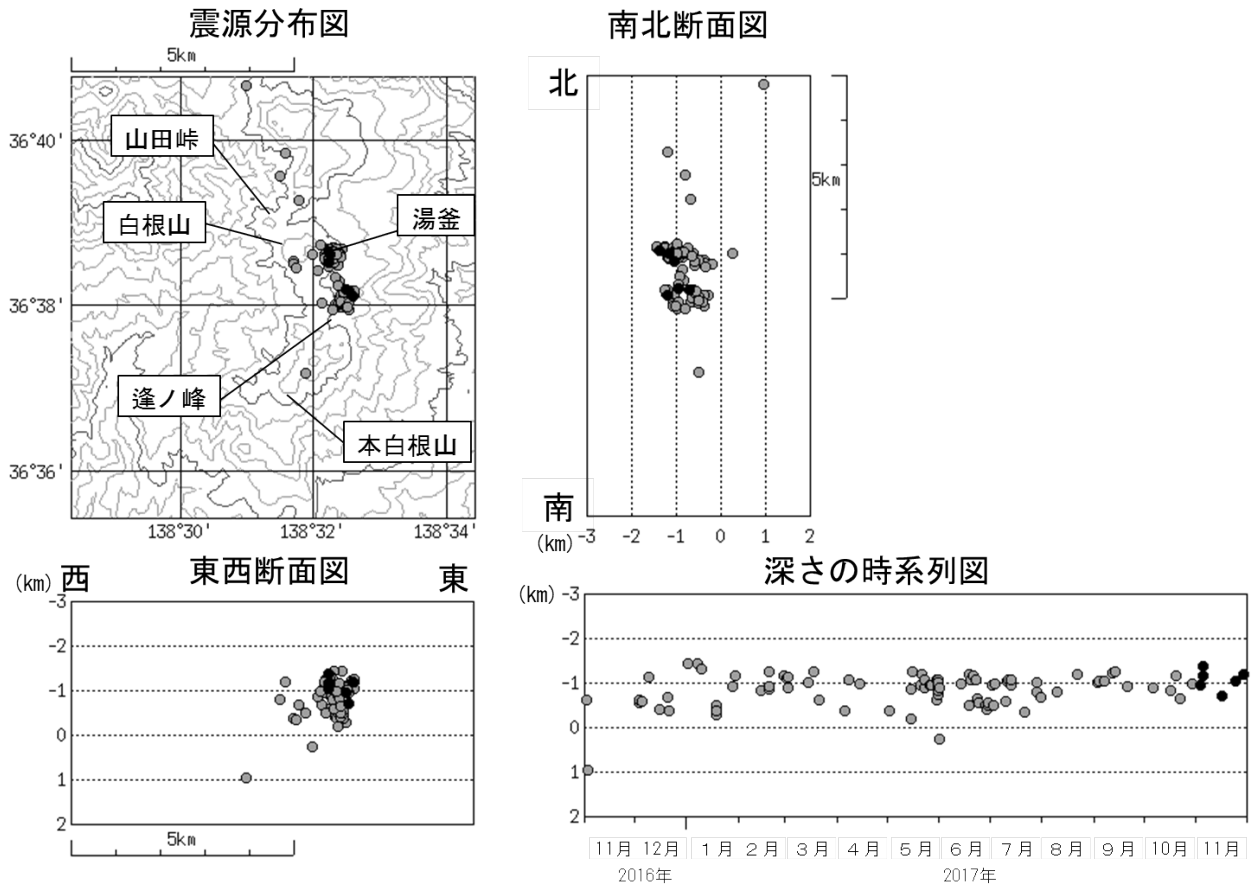 震源分布図
5km
36°40'
36°38'
36°36'
138°30'
138°32'
138°34'
山田峠
白根山
湯釜
逢ノ峰
本白根山
南北断面図
北
南
5km
(km)
-3 -2 -1 0 1 2
東西断面図
(km)
西
東
-3
-2
-1
0
1
2
5km
深さの時系列図
(km)
-3
-2
-1
0
1
2
11月 12月 1月 2月 3月 4月 5月 6月 7月 8月 9月 10月 11月
2016年 2017年